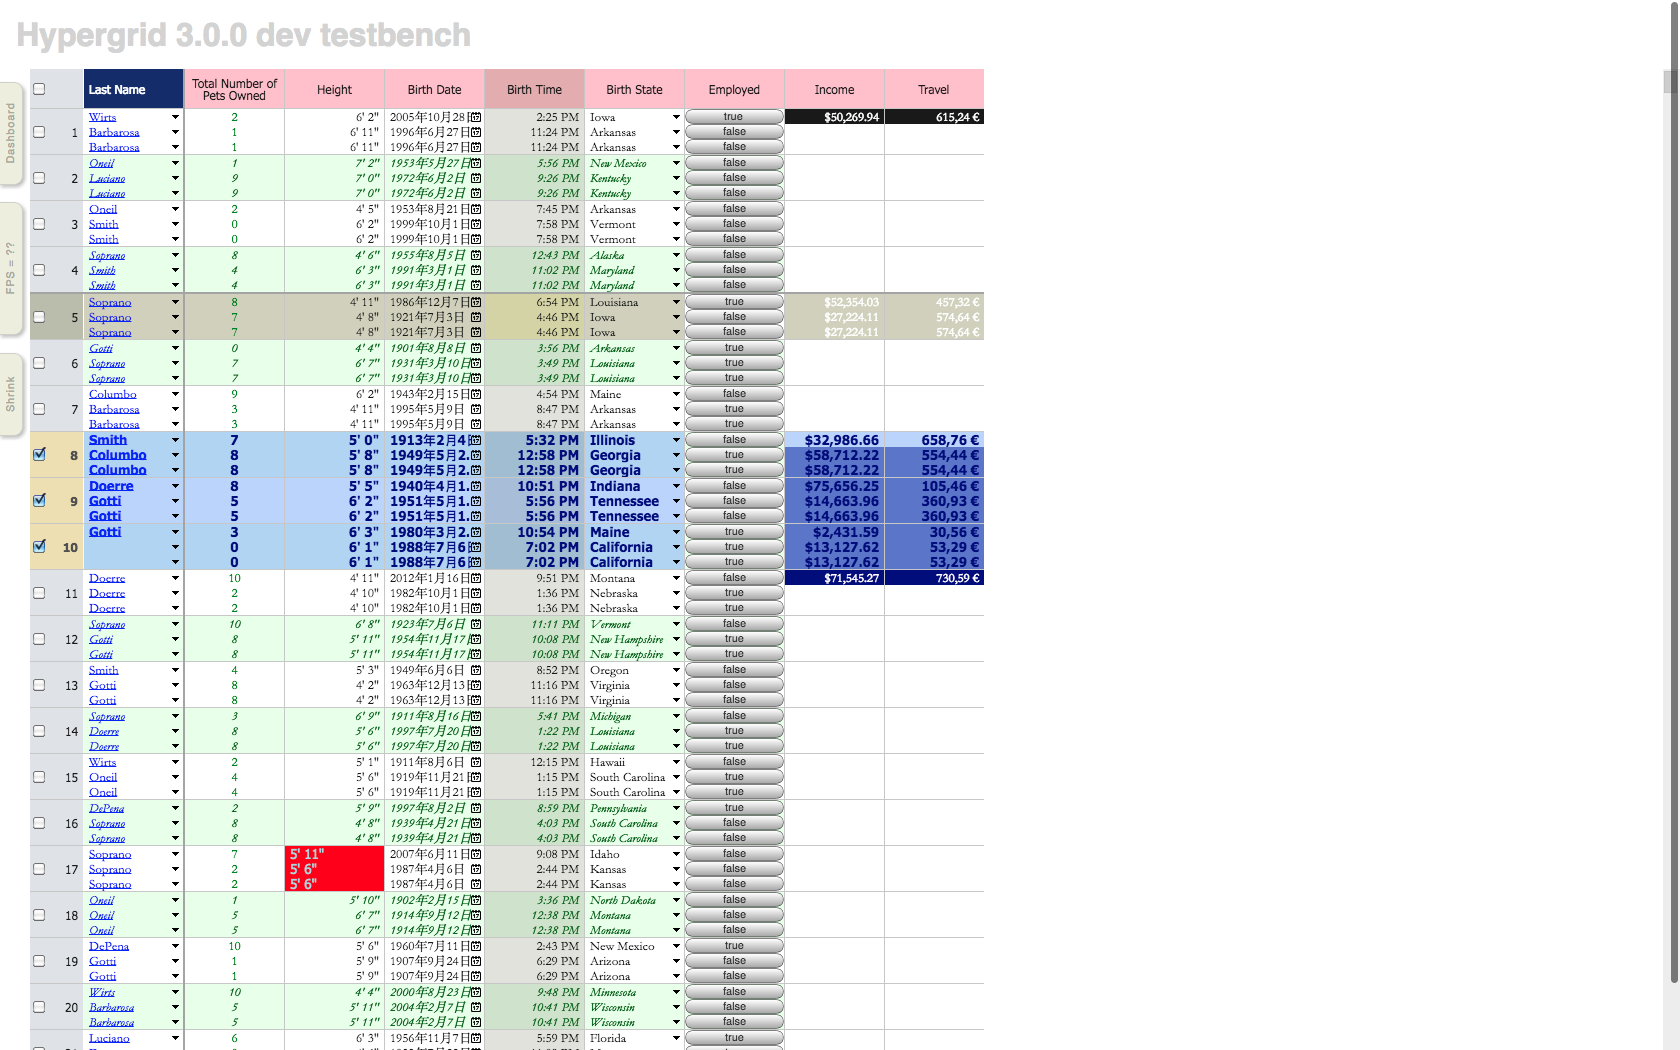 Hypergrid 3.0.0 dev testbench
Dashboard
FPS = ??
Shrink
Last Name Total Number of Pets Owned Height Birth Date Birth Time Birth State Employed Income Travel
1
Wirts 2 6' 2" 2005年10月28 2:25 PM Iowa true $50,269.94 615,24 €
Barbarosa 1 6' 11" 1996年6月27日 11:24 PM Arkansas false
Barbarosa 1 6' 11" 1996年6月27日 11:24 PM Arkansas false
2
Oneil 1 7' 2" 1953年5月27日 5:56 PM New Mexico false
Luciano 9 7' 0" 1972年6月2日 9:26 PM Kentucky false
Luciano 9 7' 0" 1972年6月2日 9:26 PM Kentucky false
3
Oneil 2 4' 5" 1953年8月21日 7:45 PM Arkansas false
Smith 0 6' 2" 1999年10月1日 7:58 PM Vermont false
Smith 0 6' 2" 1999年10月1日 7:58 PM Vermont false
4
Soprano 8 4' 6" 1955年8月5日 12:43 PM Alaska false
Smith 4 6' 3" 1991年3月1日 11:02 PM Maryland false
Smith 4 6' 3" 1991年3月1日 11:02 PM Maryland false
5
Soprano 8 4' 11" 1986年12月7日 6:54 PM Louisiana true $52,354.03 457,32 €
Soprano 7 4' 8" 1921年7月3日 4:46 PM Iowa false $27,224.11 574,64 €
Soprano 7 4' 8" 1921年7月3日 4:46 PM Iowa false $27,224.11 574,64 €
6
Gotti 0 4' 4" 1901年8月8日 3:56 PM Arkansas true
Soprano 7 6' 7" 1931年3月10日 3:49 PM Louisiana true
Soprano 7 6' 7" 1931年3月10日 3:49 PM Louisiana true
7
Columbo 9 6' 2" 1943年2月15日 4:54 PM Maine false
Barbarosa 3 4' 11" 1995年5月9日 8:47 PM Arkansas true
Barbarosa 3 4' 11" 1995年5月9日 8:47 PM Arkansas true
8
Smith 7 5' 0" 1913年2月4 5:32 PM Illinois false $32,986.66 658,76 €
Columbo 8 5' 8" 1949年5月2. 12:58 PM Georgia true $58,712.22 554,44 €
Columbo 8 5' 8" 1949年5月2. 12:58 PM Georgia true $58,712.22 554,44 €
9
Doerre 8 5' 5" 1940年4月1. 10:51 PM Indiana true $75,656.25 105,46 €
Gotti 5 6' 2" 1951年5月1. 5:56 PM Tennessee false $14,663.96 360,93 €
Gotti 5 6' 2" 1951年5月1. 5:56 PM Tennessee false $14,663.96 360,93 €
10
Gotti 3 6' 3" 1980年3月2. 10:54 PM Maine true $2,431.59 30,56 €
0 6' 1" 1988年7月6 7:02 PM California true $13,127.62 53,29 €
0 6' 1" 1988年7月6 7:02 PM California true $13,127.62 53,29 €
11
Doerre 10 4' 11" 2012年1月16日 9:51 PM Montana false $71,545.27 730,59 €
Doerre 2 4' 10" 1982年10月1日 1:36 PM Nebraska true
Doerre 2 4' 10" 1982年10月1日 1:36 PM Nebraska true
12
Soprano 10 6' 8" 1923年7月6日 11:11 PM Vermont false
Gotti 8 5' 11" 1954年11月17 10:08 PM New Hampshire true
Gotti 8 5' 11" 1954年11月17 10:08 PM New Hampshire true
13
Smith 4 5' 3" 1949年6月6日 8:52 PM Oregon false
Gotti 8 4' 2" 1963年12月13 11:16 PM Virginia false
Gotti 8 4' 2" 1963年12月13 11:16 PM Virginia false
14
Soprano 3 6' 9" 1911年8月16日 5:41 PM Michigan false
Doerre 8 5' 6" 1997年7月20日 1:22 PM Louisiana true
Doerre 8 5' 6" 1997年7月20日 1:22 PM Louisiana true
15
Wirts 2 5' 1" 1911年8月6日 12:15 PM Hawaii false
Oneil 4 5' 6" 1919年11月21 1:15 PM South Carolina true
Oneil 4 5' 6" 1919年11月21 1:15 PM South Carolina true
16
DePena 2 5' 9" 1997年8月2日 8:59 PM Pennsylvania true
Soprano 8 4' 8" 1939年4月21日 4:03 PM South Carolina false
Soprano 8 4' 8" 1939年4月21日 4:03 PM South Carolina false
17
Soprano 7 5' 11" 2007年6月11日 9:08 PM Idaho true
Soprano 2 5' 6" 1987年4月6日 2:44 PM Kansas false
Soprano 2 5' 6" 1987年4月6日 2:44 PM Kansas false
18
Oneil 1 5' 10" 1902年2月15日 3:36 PM North Dakota false
Oneil 5 6' 7" 1914年9月12日 12:38 PM Montana false
Oneil 5 6' 7" 1914年9月12日 12:38 PM Montana false
19
DePena 10 5' 6" 1960年7月11日 2:43 PM New Mexico true
Gotti 1 5' 9" 1907年9月24日 6:29 PM Arizona false
Gotti 1 5' 9" 1907年9月24日 6:29 PM Arizona false
20
Wirts 10 4' 4" 2000年8月23日 9:48 PM Minnesota true
Barbarosa 5 5' 11" 2004年2月7日 10:41 PM Wisconsin false
Barbarosa 5 5' 11" 2004年2月7日 10:41 PM Wisconsin false
Luciano 6 6' 3" 1956年11月7日 5:59 PM Florida true